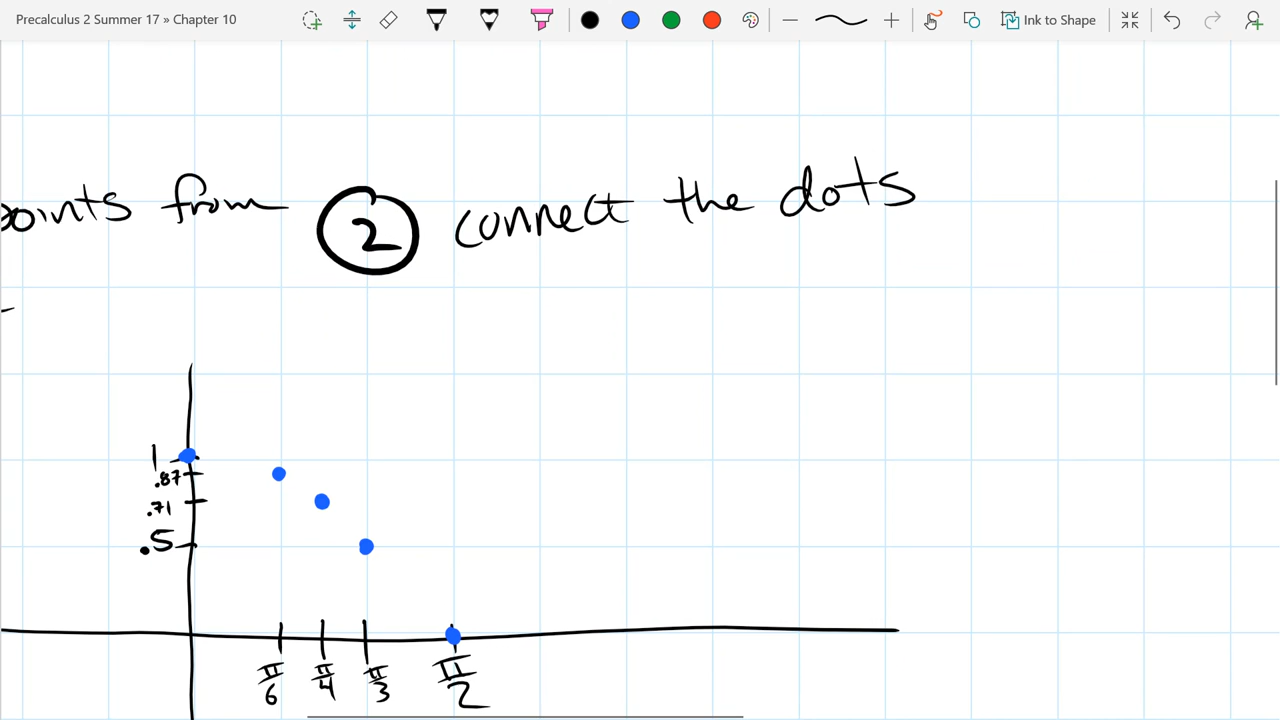 Precalculus 2 Summer 17 » Chapter 10
Ink to Shape
points from 2 connect the dots
1
.87
.71
.5
π/6 π/4 π/3 π/2